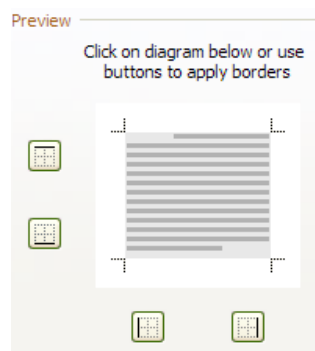 Preview
Click on diagram below or use
buttons to apply borders